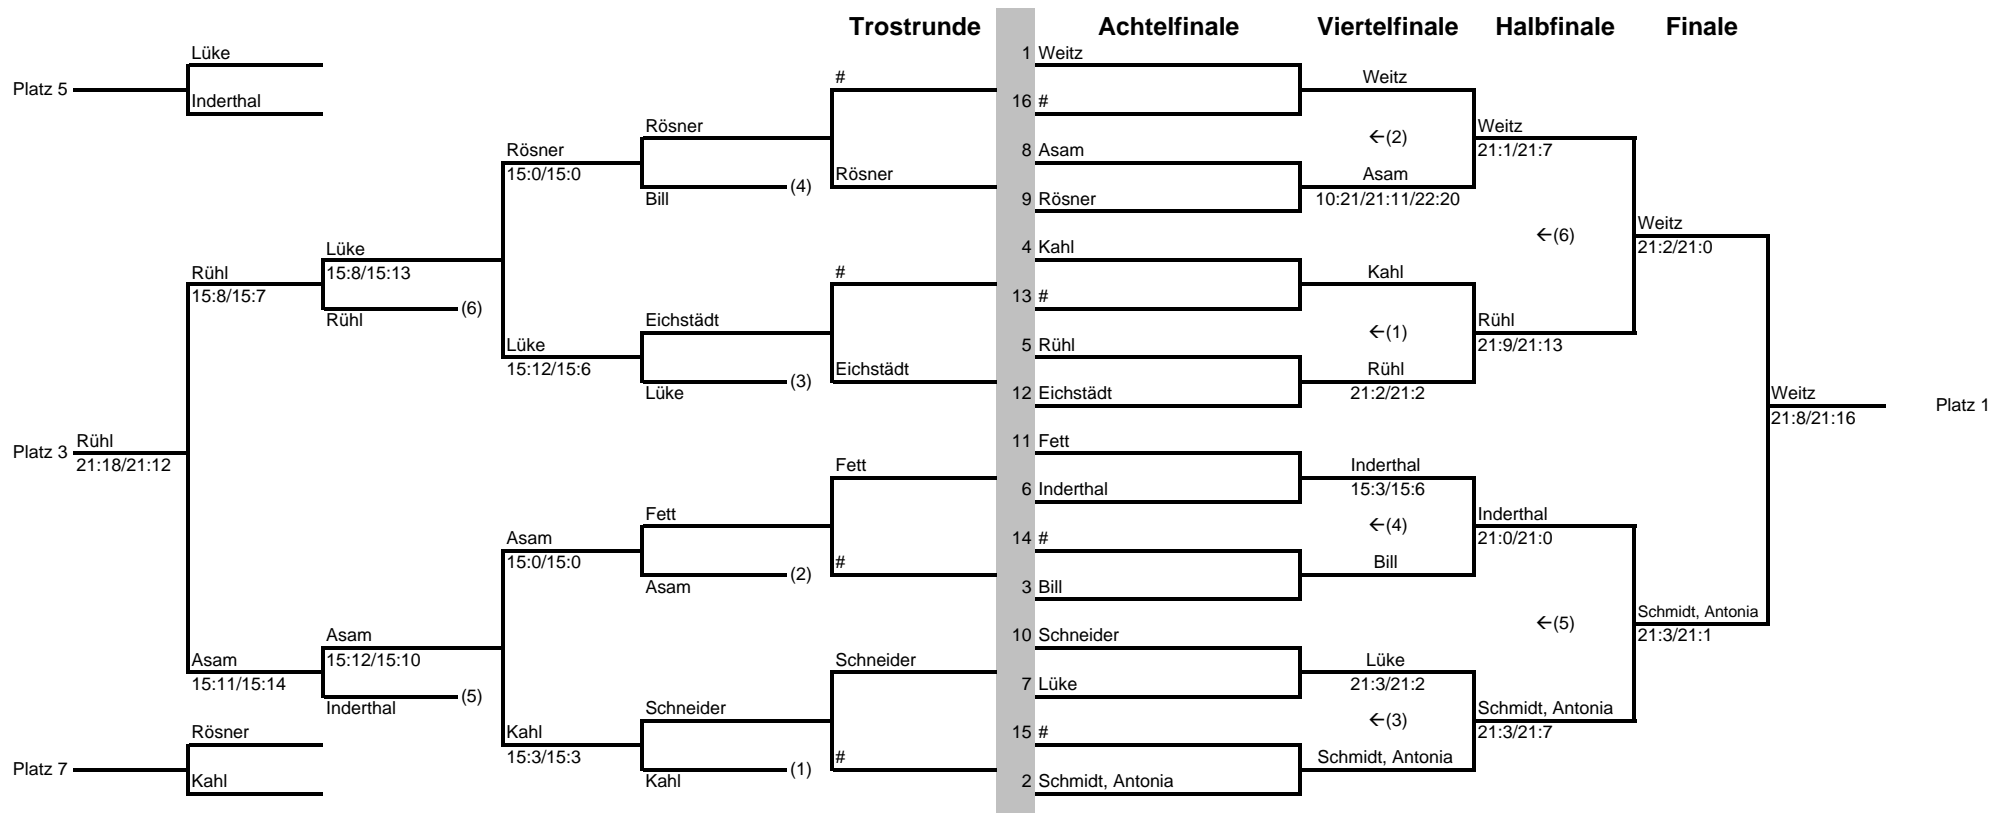 Trostrunde Achtelfinale Viertelfinale Halbfinale Finale
Lüke 1 Weitz
# Weitz
Platz 5
Inderthal 16 #
Rösner Weitz
←(2)
Rösner 8 Asam 21:1/21:7
15:0/15:0 Rösner Asam
(4)
Bill 9 Rösner 10:21/21:11/22:20
Weitz
←(6)
Lüke 4 Kahl 21:2/21:0
Rühl 15:8/15:13 # Kahl
15:8/15:7 13 #
(6)
Rühl Eichstädt Rühl
←(1)
Lüke 5 Rühl 21:9/21:13
15:12/15:6 Eichstädt Rühl
(3)
Lüke 12 Eichstädt 21:2/21:2 Weitz
Platz 1
21:8/21:16
Rühl 11 Fett
Platz 3
21:18/21:12 Fett Inderthal
6 Inderthal 15:3/15:6
Fett Inderthal
←(4)
Asam 14 # 21:0/21:0
15:0/15:0 # Bill
(2)
Asam 3 Bill
Schmidt, Antonia
←(5)
Asam 10 Schneider 21:3/21:1
Asam 15:12/15:10 Schneider Lüke
15:11/15:14 7 Lüke 21:3/21:2
(5)
Inderthal Schneider Schmidt, Antonia
←(3)
Rösner Kahl 15 # 21:3/21:7
15:3/15:3 # Schmidt, Antonia
Platz 7 (1)
Kahl Kahl 2 Schmidt, Antonia